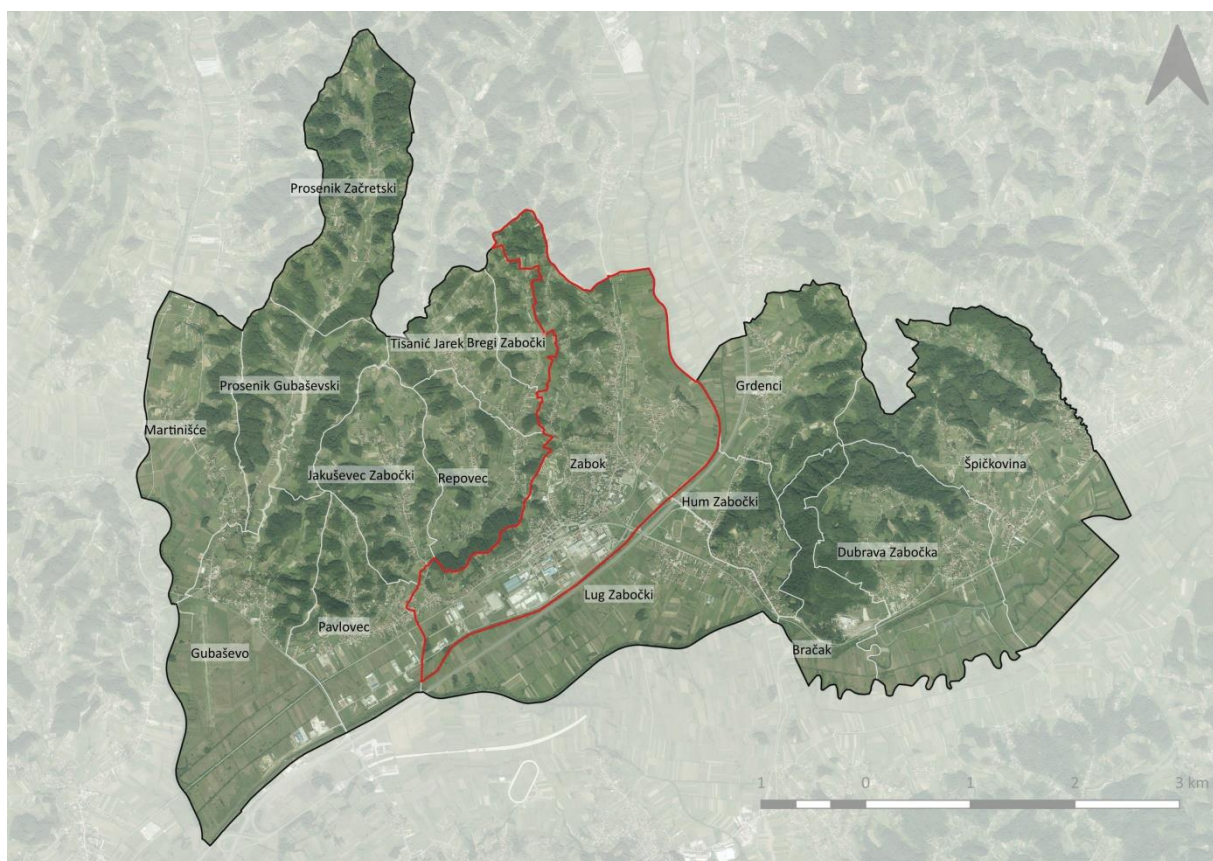 Prosenik Začretski
Tisanić Jarek
Bregi Zabočki
Prosenik Gubaševski
Grdenci
Martinišće
Jakuševec Zabočki
Repovec
Zabok
Špičkovina
Hum Zabočki
Dubrava Zabočka
Lug Zabočki
Pavlovec
Gubaševo
Bračak
1 0 1 2 3 km